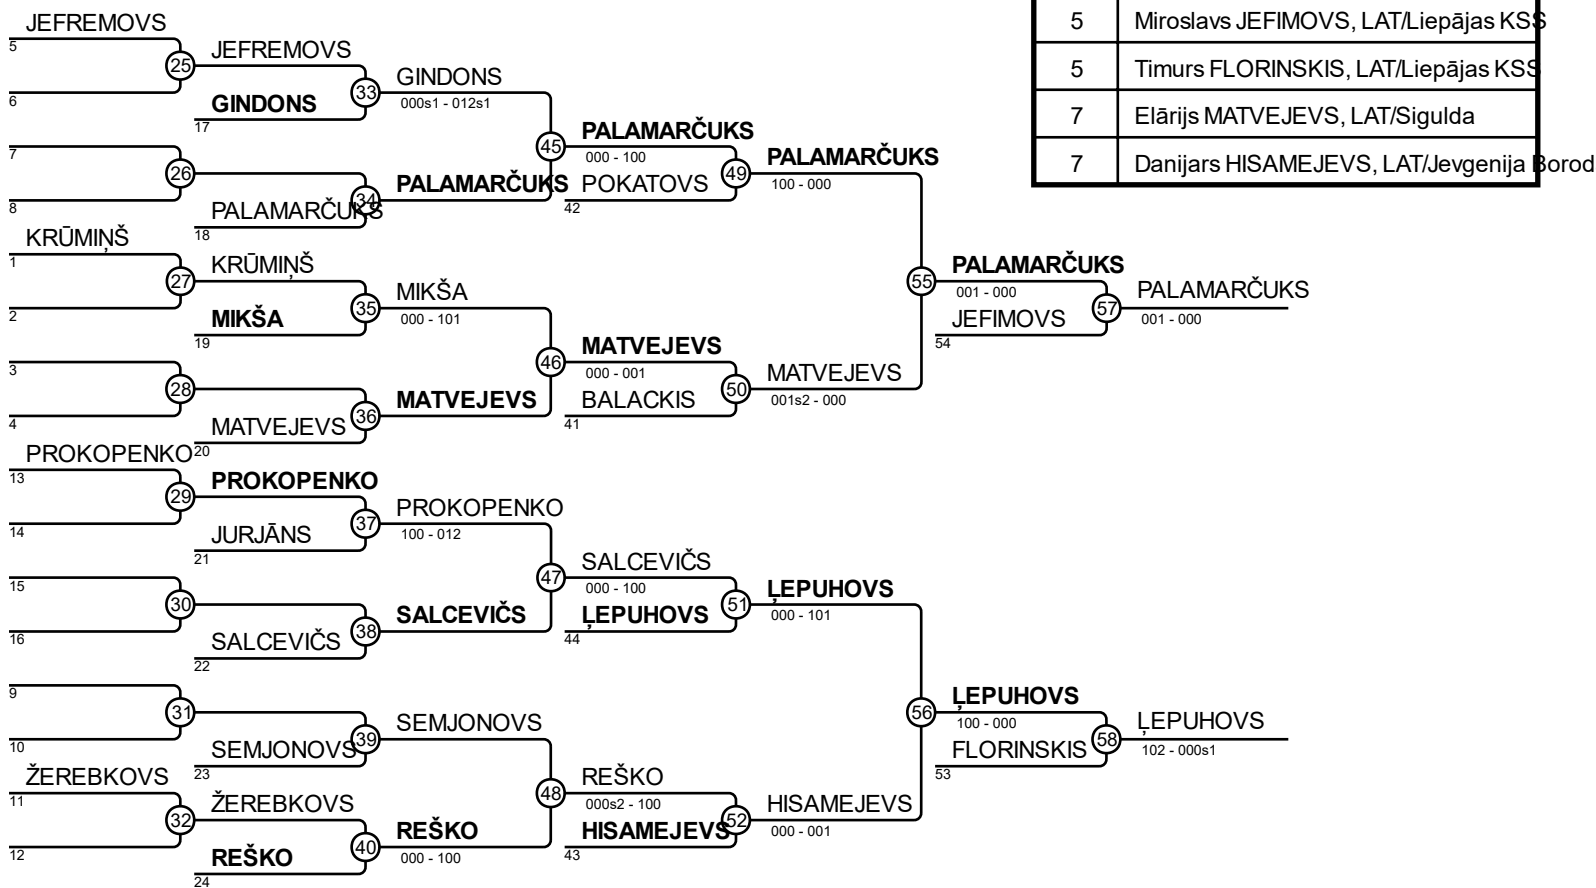 JEFREMOVS
5
6
25
JEFREMOVS
GINDONS
17
33
GINDONS
000s1 - 012s1
7
8
26
PALAMARČUKS
18
34
PALAMARČUKS
45
PALAMARČUKS
000 - 100
POKATOVS
42
49
PALAMARČUKS
100 - 000
KRŪMIŅŠ
1
2
27
KRŪMIŅŠ
MIKŠA
19
35
MIKŠA
000 - 101
3
4
28
MATVEJEVS
20
36
MATVEJEVS
46
MATVEJEVS
000 - 001
BALACKIS
41
50
MATVEJEVS
001s2 - 000
55
PALAMARČUKS
001 - 000
JEFIMOVS
54
57
PALAMARČUKS
001 - 000
PROKOPENKO
13
14
29
PROKOPENKO
JURJĀNS
21
37
PROKOPENKO
100 - 012
15
16
30
SALCEVIČS
22
38
SALCEVIČS
47
SALCEVIČS
000 - 100
ĻEPUHOVS
44
51
ĻEPUHOVS
000 - 101
9
10
31
SEMJONOVS
23
39
SEMJONOVS
ŽEREBKOVS
11
12
32
ŽEREBKOVS
REŠKO
24
40
REŠKO
000 - 100
48
REŠKO
000s2 - 100
HISAMEJEVS
43
52
HISAMEJEVS
000 - 001
56
ĻEPUHOVS
100 - 000
FLORINSKIS
53
58
ĻEPUHOVS
102 - 000s1
5 Miroslavs JEFIMOVS, LAT/Liepājas KSS
5 Timurs FLORINSKIS, LAT/Liepājas KSS
7 Elārijs MATVEJEVS, LAT/Sigulda
7 Danijars HISAMEJEVS, LAT/Jevgenija Borod